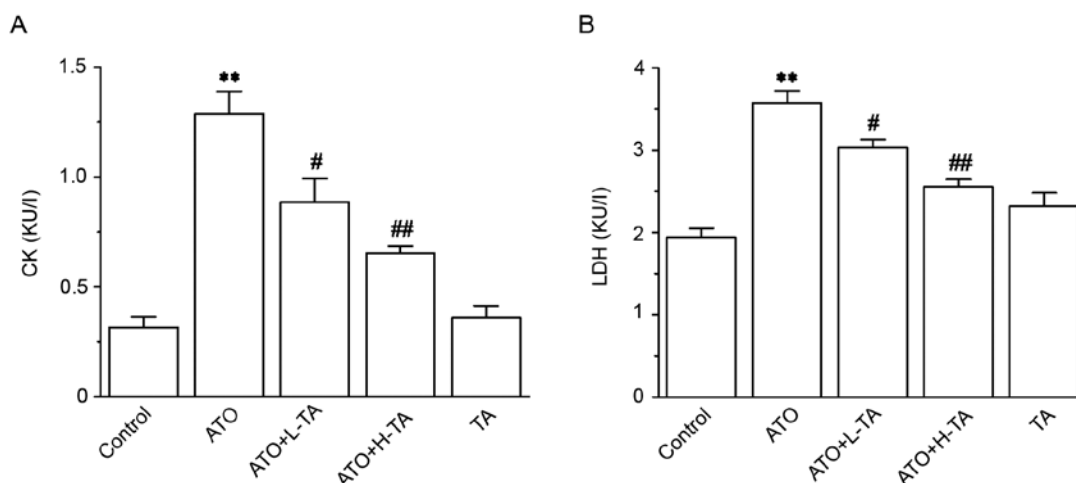 A
CK (KU/l)
1.5
1.0
0.5
0
**
#
##
Control
ATO
ATO+L-TA
ATO+H-TA
TA
B
LDH (KU/l)
4
3
2
1
0
**
#
##
Control
ATO
ATO+L-TA
ATO+H-TA
TA